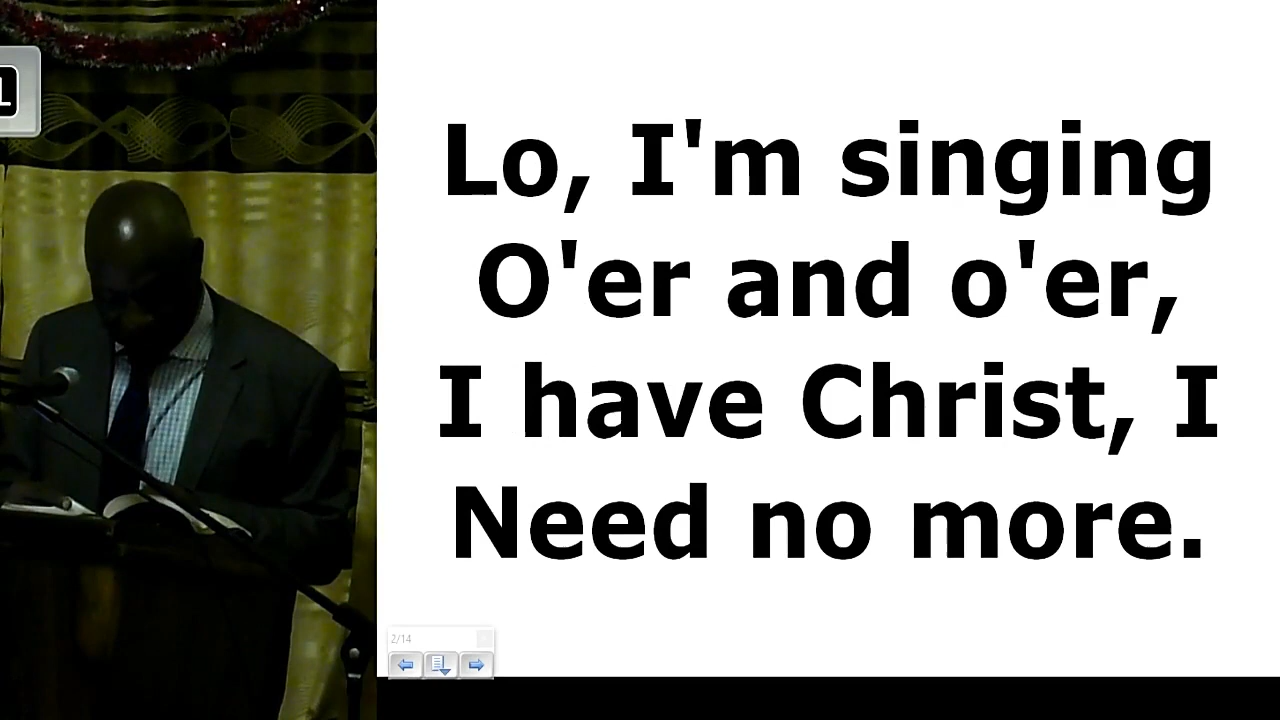 Lo, I'm singing
O'er and o'er,
I have Christ, I
Need no more.
2/14